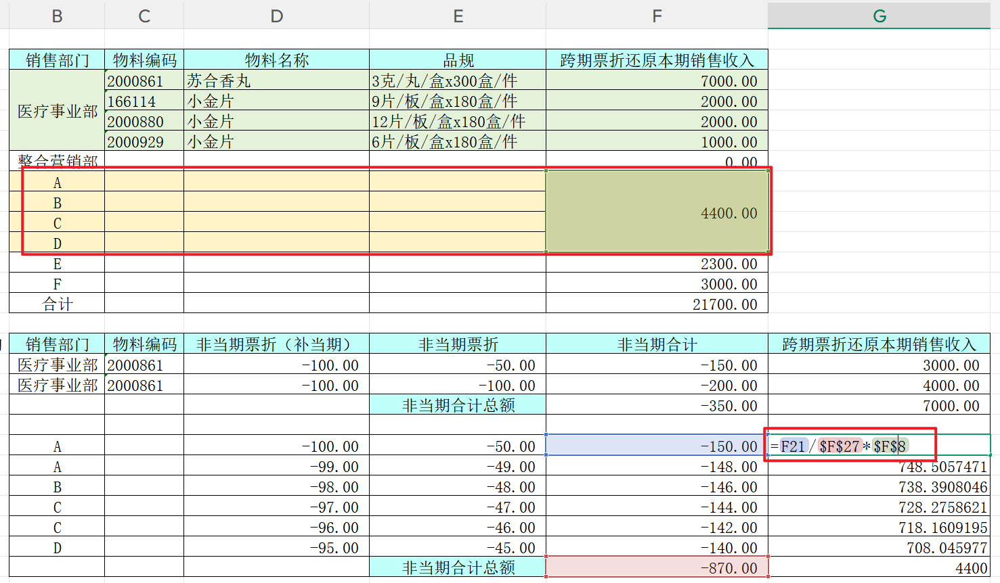 B C D E F G
销售部门 物料编码 物料名称 品规 跨期票折还原本期销售收入
医疗事业部 2000861 苏合香丸 3克/丸/盒x300盒/件 7000.00
166114 小金片 9片/板/盒x180盒/件 2000.00
2000880 小金片 12片/板/盒x180盒/件 2000.00
2000929 小金片 6片/板/盒x180盒/件 1000.00
整合营销部 0.00
A 4400.00
B
C
D
E 2300.00
F 3000.00
合计 21700.00
销售部门 物料编码 非当期票折（补当期） 非当期票折 非当期合计 跨期票折还原本期销售收入
医疗事业部 2000861 -100.00 -50.00 -150.00 3000.00
医疗事业部 2000861 -100.00 -100.00 -200.00 4000.00
非当期合计总额 -350.00 7000.00
A -100.00 -50.00 -150.00 =F21/$F$27*$F$8
A -99.00 -49.00 -148.00 748.5057471
B -98.00 -48.00 -146.00 738.3908046
C -97.00 -47.00 -144.00 728.2758621
C -96.00 -46.00 -142.00 718.1609195
D -95.00 -45.00 -140.00 708.045977
非当期合计总额 -870.00 4400